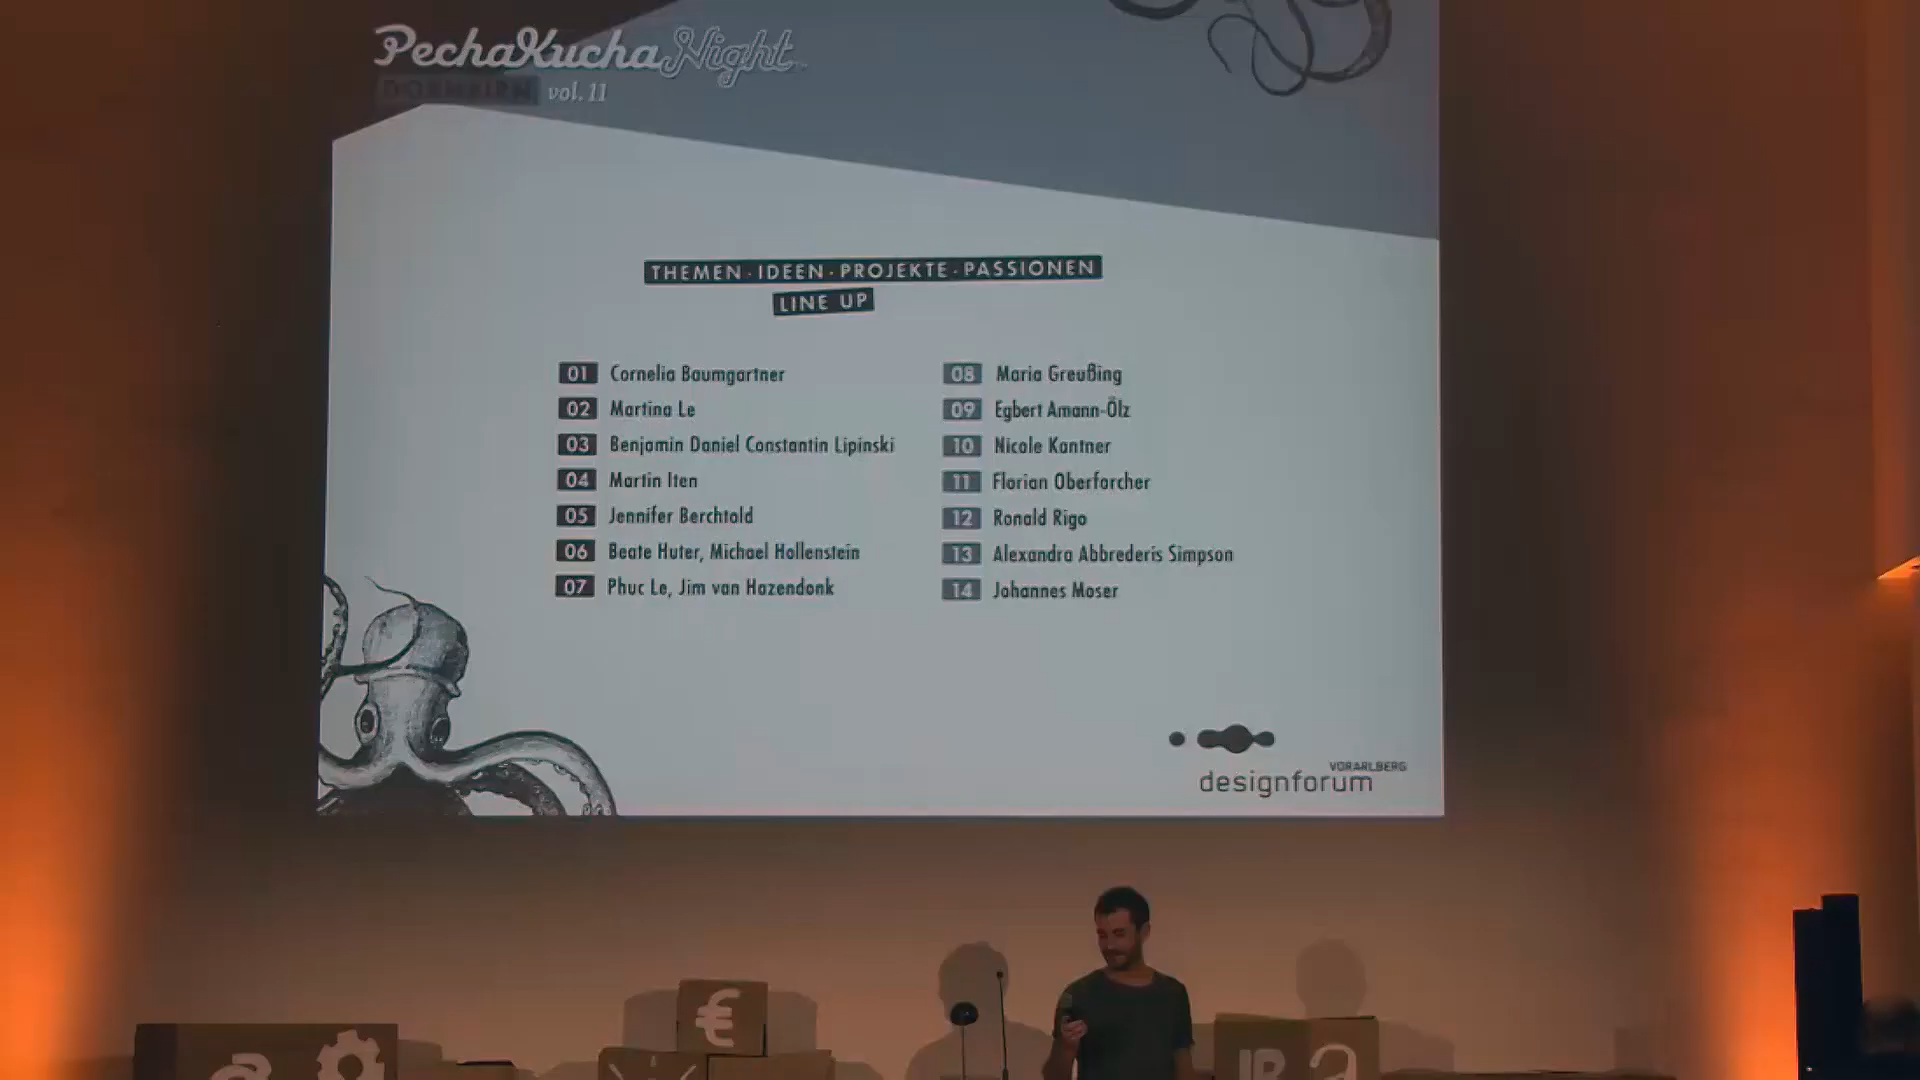 PechaKucha Night
DORNBIRN vol. 11
THEMEN · IDEEN · PROJEKTE · PASSIONEN
LINE UP
01 Cornelia Baumgartner
02 Martina Le
03 Benjamin Daniel Constantin Lipinski
04 Martin Iten
05 Jennifer Berchtold
06 Beate Huter, Michael Hollenstein
07 Phuc Le, Jim van Hazendonk
08 Maria Greußing
09 Egbert Amann-Ölz
10 Nicole Kantner
11 Florian Oberforcher
12 Ronald Rigo
13 Alexandra Abbrederis Simpson
14 Johannes Moser
VORARLBERG
designforum
€